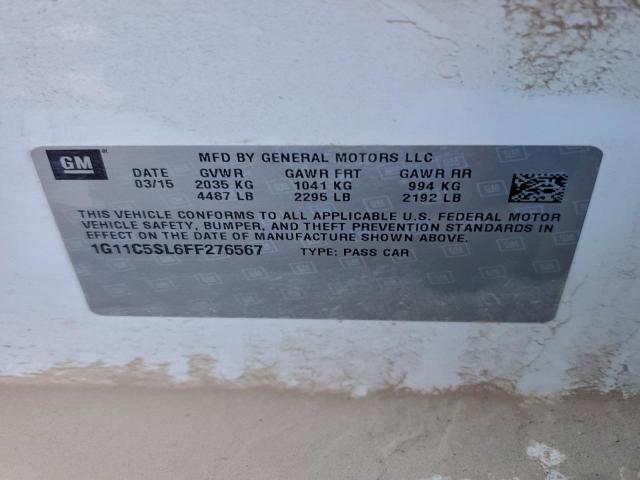 GM
MFD BY GENERAL MOTORS LLC
DATE GVWR GAWR FRT GAWR RR
03/15 2035 KG 1041 KG 994 KG
4487 LB 2295 LB 2192 LB
THIS VEHICLE CONFORMS TO ALL APPLICABLE U.S. FEDERAL MOTOR
VEHICLE SAFETY, BUMPER, AND THEFT PREVENTION STANDARDS IN
EFFECT ON THE DATE OF MANUFACTURE SHOWN ABOVE.
1G11C5SL6FF276567 TYPE: PASS CAR